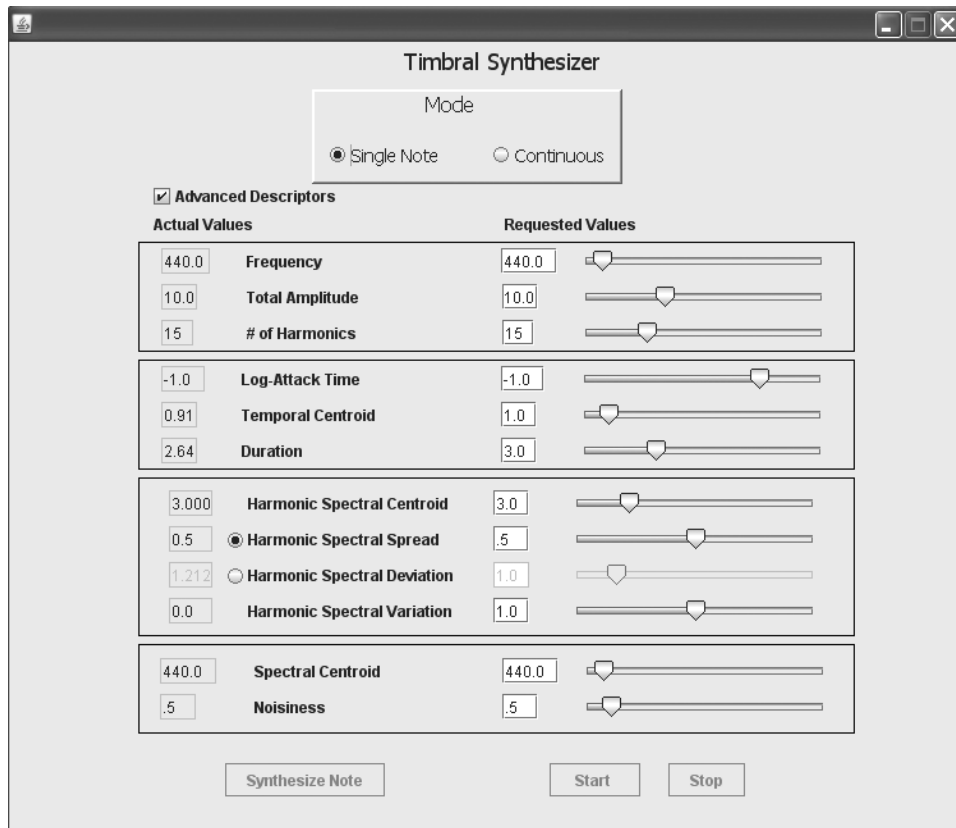 Timbral Synthesizer
Mode
Single Note Continuous
Advanced Descriptors
Actual Values Requested Values
440.0 Frequency 440.0
10.0 Total Amplitude 10.0
15 # of Harmonics 15
-1.0 Log-Attack Time -1.0
0.91 Temporal Centroid 1.0
2.64 Duration 3.0
3.000 Harmonic Spectral Centroid 3.0
0.5 Harmonic Spectral Spread .5
1.212 Harmonic Spectral Deviation 1.0
0.0 Harmonic Spectral Variation 1.0
440.0 Spectral Centroid 440.0
.5 Noisiness .5
Synthesize Note Start Stop